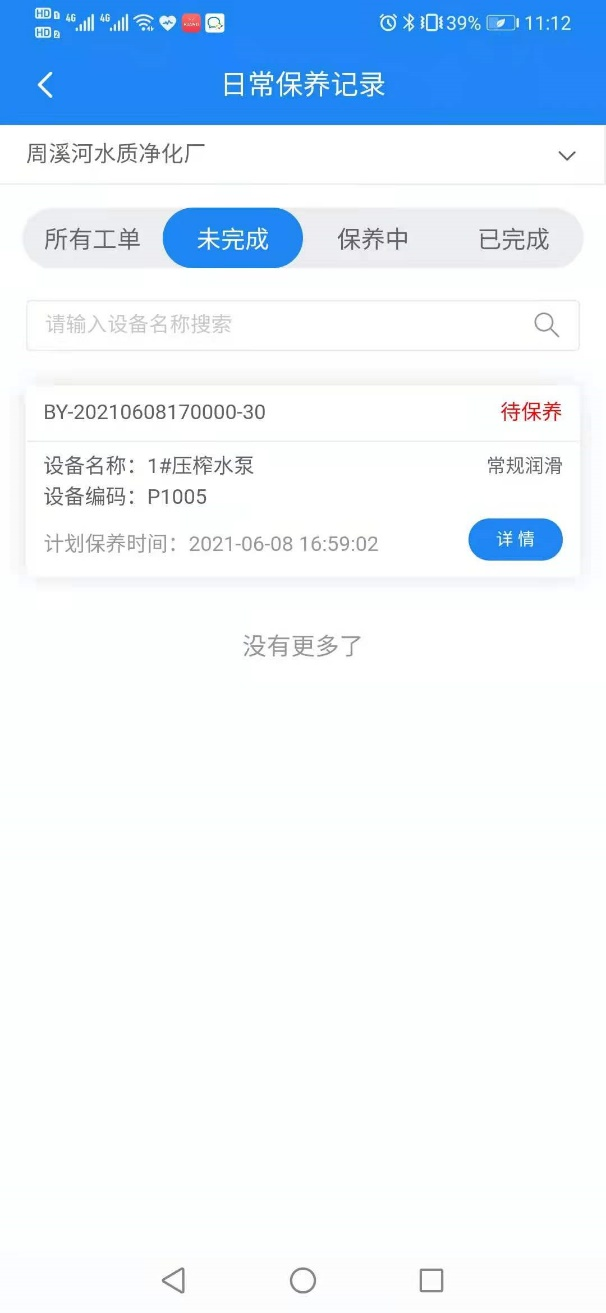 39% 11:12
日常保养记录
周溪河水质净化厂
所有工单 未完成 保养中 已完成
请输入设备名称搜索
BY-20210608170000-30 待保养
设备名称：1#压榨水泵 常规润滑
设备编码：P1005
计划保养时间：2021-06-08 16:59:02 详情
没有更多了